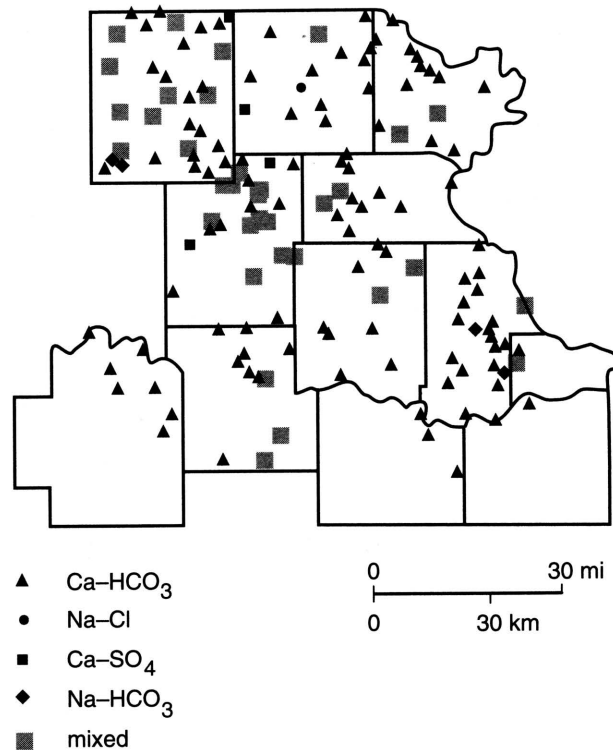 Ca–HCO₃
Na–Cl
Ca–SO₄
Na–HCO₃
mixed
0 30 mi
0 30 km